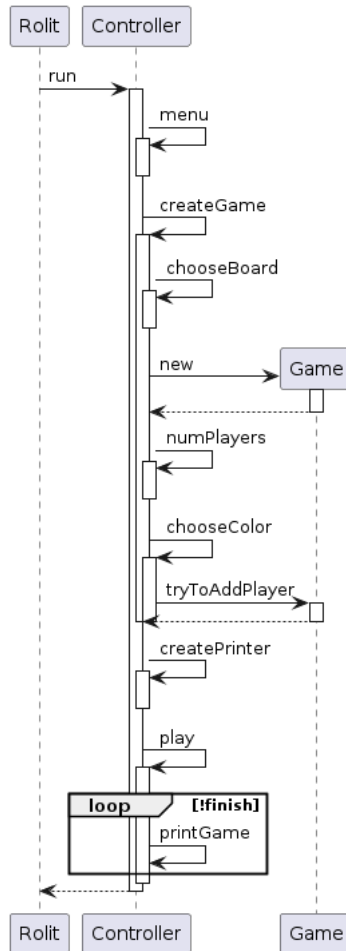 Rolit Controller
run
menu
createGame
chooseBoard
new Game
numPlayers
chooseColor
tryToAddPlayer
createPrinter
play
loop [!finish]
printGame
Rolit Controller Game